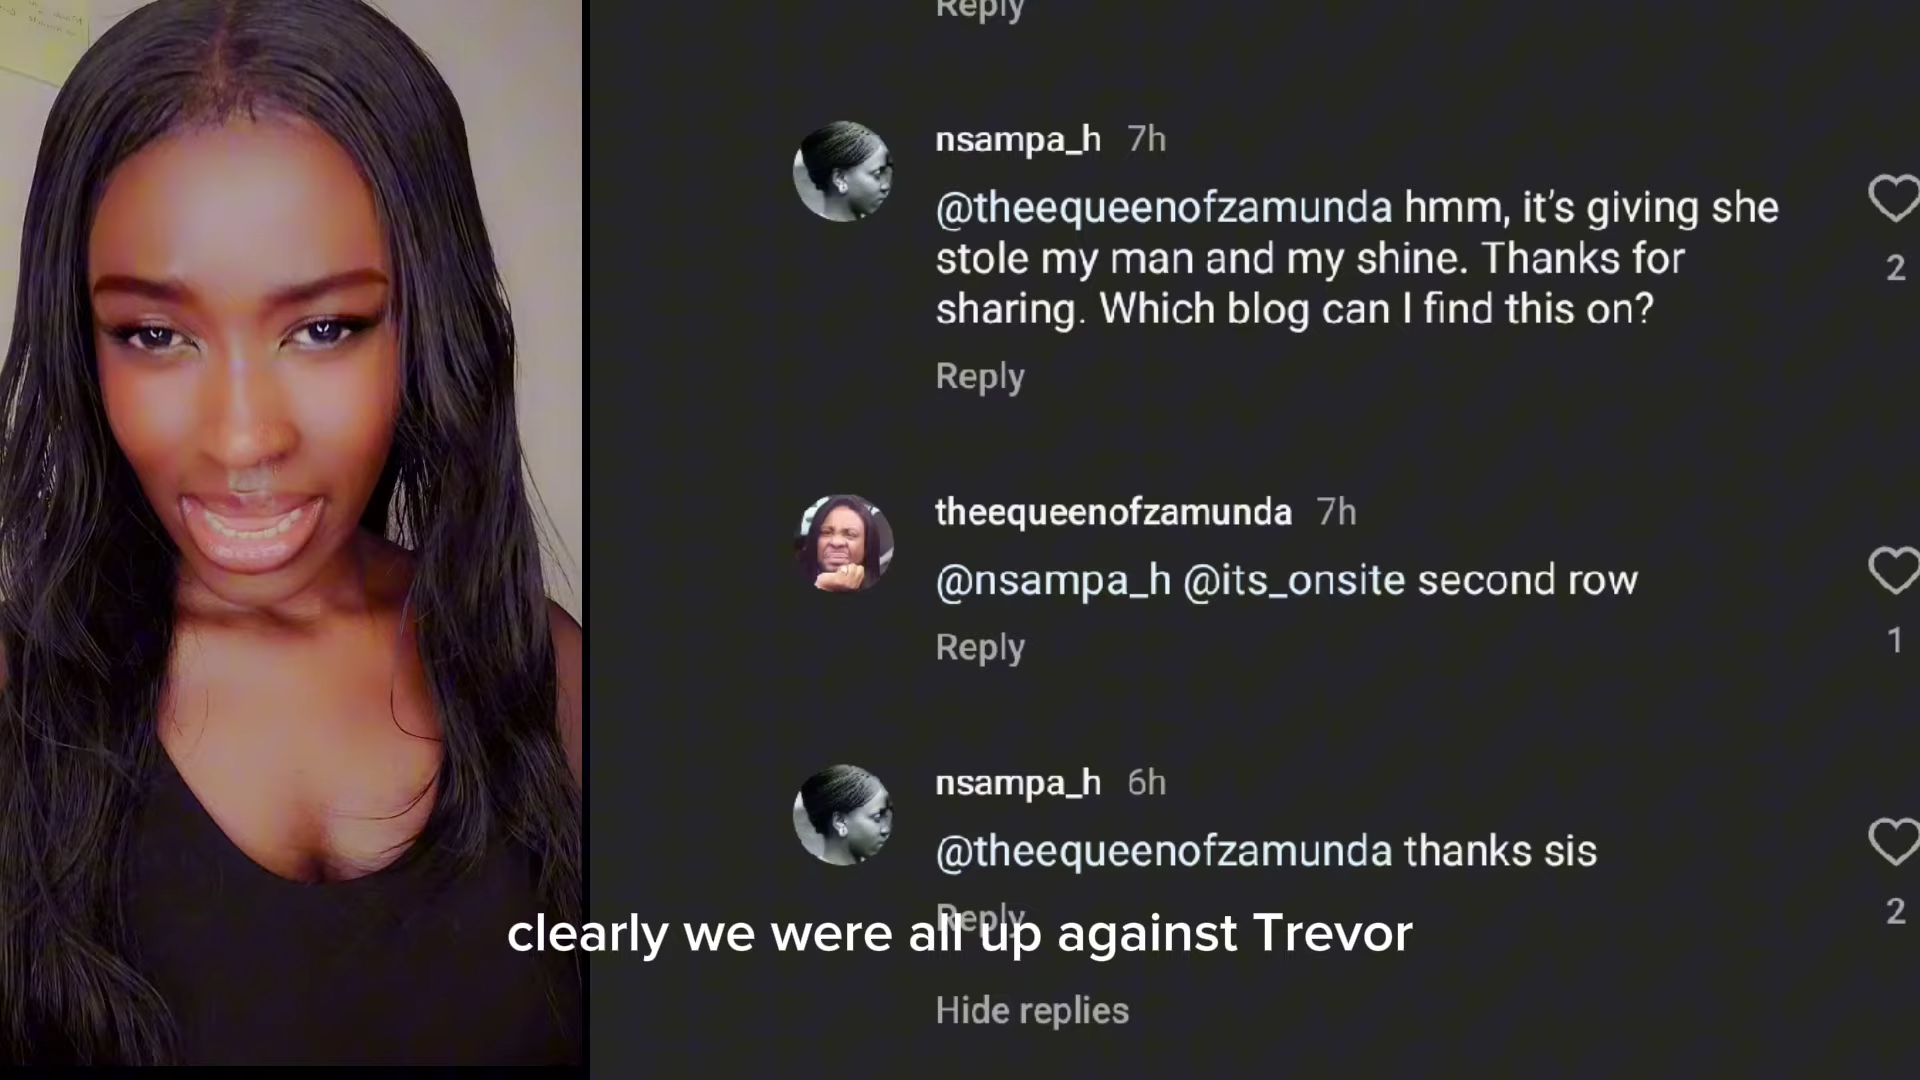 Reply
nsampa_h 7h
@theequeenofzamunda hmm, it's giving she
stole my man and my shine. Thanks for
sharing. Which blog can I find this on?
2
Reply
theequeenofzamunda 7h
@nsampa_h @its_onsite second row
1
Reply
nsampa_h 6h
@theequeenofzamunda thanks sis
2
Reply
clearly we were all up against Trevor
Hide replies